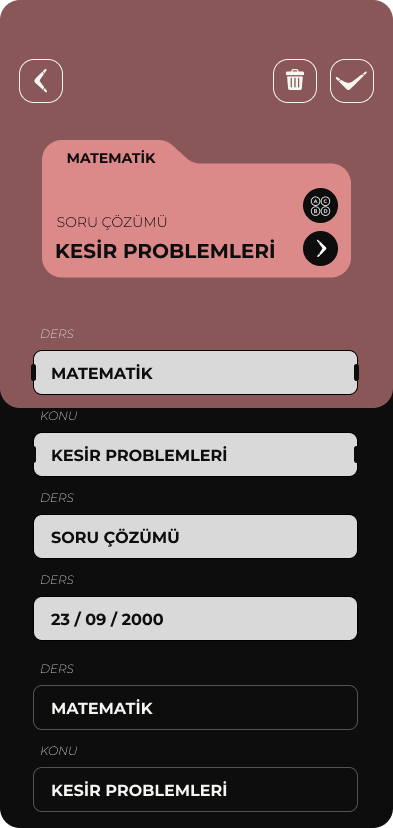 MATEMATİK
A C
B D
SORU ÇÖZÜMÜ
KESİR PROBLEMLERİ
DERS
MATEMATİK
KONU
KESİR PROBLEMLERİ
DERS
SORU ÇÖZÜMÜ
DERS
23 / 09 / 2000
DERS
MATEMATİK
KONU
KESİR PROBLEMLERİ